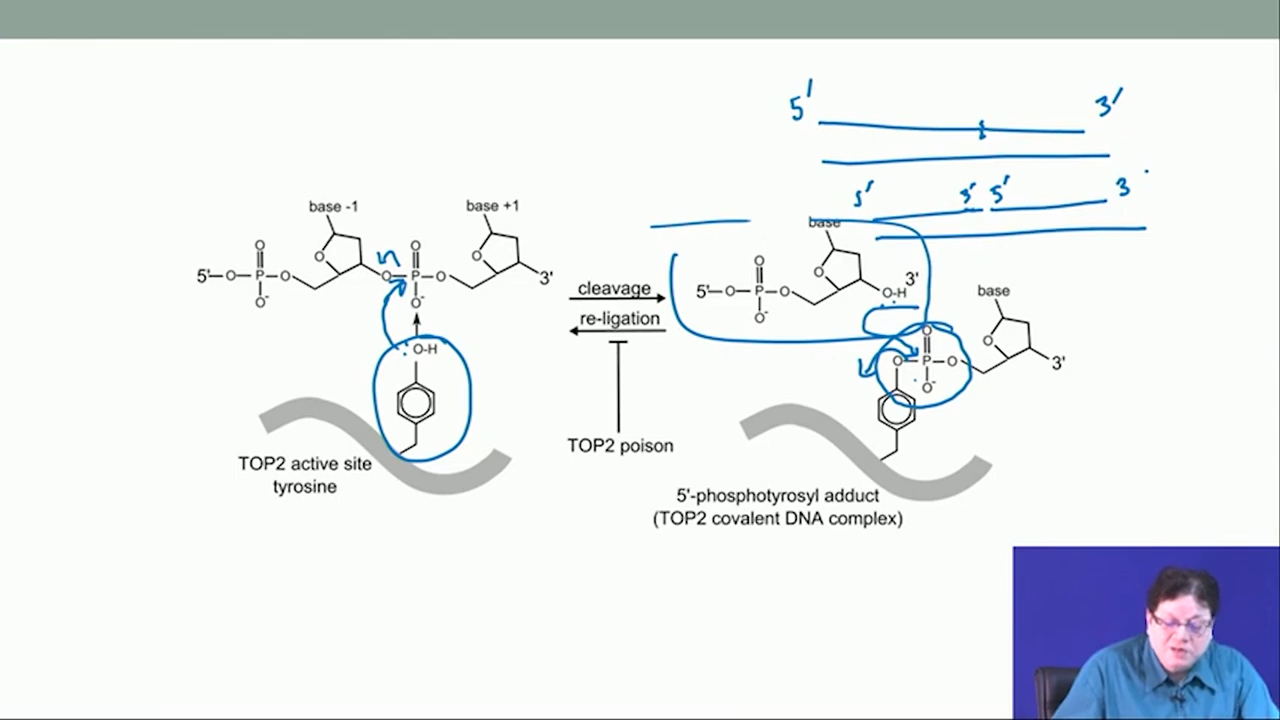 5' 3'
5' 3' 5' 3
base -1 base +1
base
5'-O-P-O O-P-O 3'
O O
O- O-
cleavage
re-ligation
5'-O-P-O O-H 3'
O
O-
base
O-H
O-P-O 3'
O
O-
TOP2 poison
TOP2 active site
tyrosine
5'-phosphotyrosyl adduct
(TOP2 covalent DNA complex)